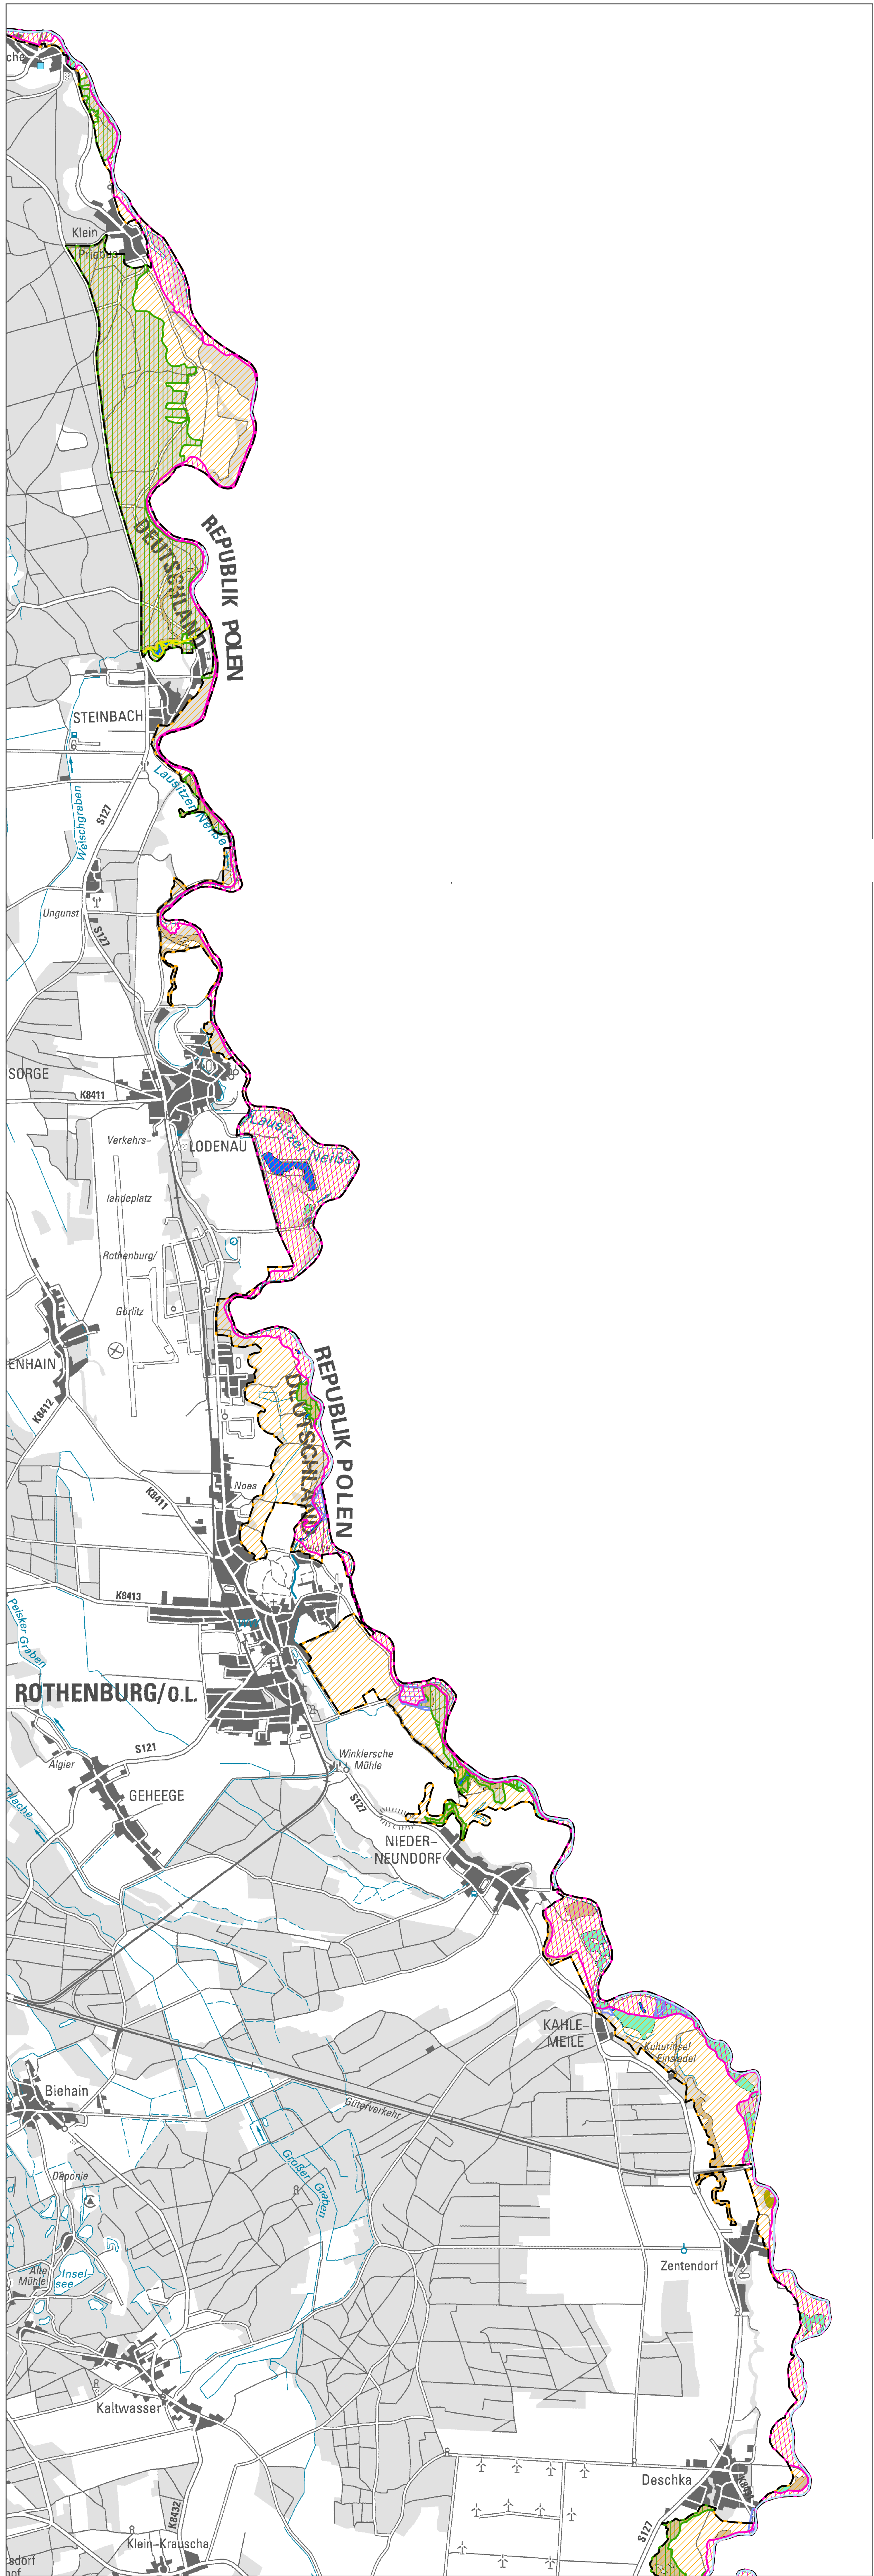 che
Klein
Priebus
DEUTSCHLAND
REPUBLIK POLEN
STEINBACH
Lausitzer Neiße
Welschgraben
S127
Ungunst
S127
SORGE
K8411
Lausitzer Neiße
Verkehrs-
LODENAU
landeplatz
Rothenburg/
Görlitz
ENHAIN
K8412
REPUBLIK POLEN
DEUTSCHLAND
Noes
K8411
K8413
Peisker Graben
ROTHENBURG/O.L.
S121
Algier
Winklersche
Mühle
GEHEEGE
S127
NIEDER-
NEUNDORF
KAHLE-
MEILE
Kulturinsel
Einsiedel
Biehain
Güterverkehr
Großer Graben
Deponie
Zentendorf
Alte
Mühle
Insel-
see
Kaltwasser
Deschka
K8432
S127
Klein-Krauscha
rsdorf
hof